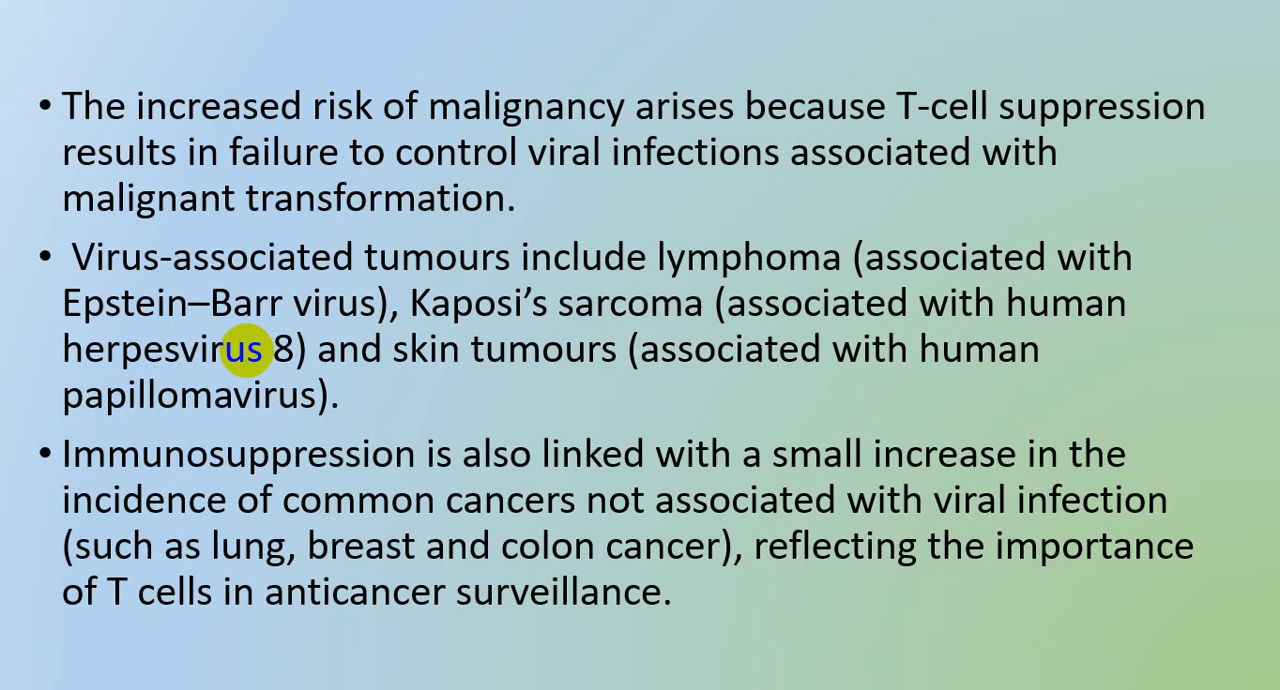 • The increased risk of malignancy arises because T-cell suppression
results in failure to control viral infections associated with
malignant transformation.
• Virus-associated tumours include lymphoma (associated with
Epstein–Barr virus), Kaposi’s sarcoma (associated with human
herpesvirus 8) and skin tumours (associated with human
papillomavirus).
• Immunosuppression is also linked with a small increase in the
incidence of common cancers not associated with viral infection
(such as lung, breast and colon cancer), reflecting the importance
of T cells in anticancer surveillance.